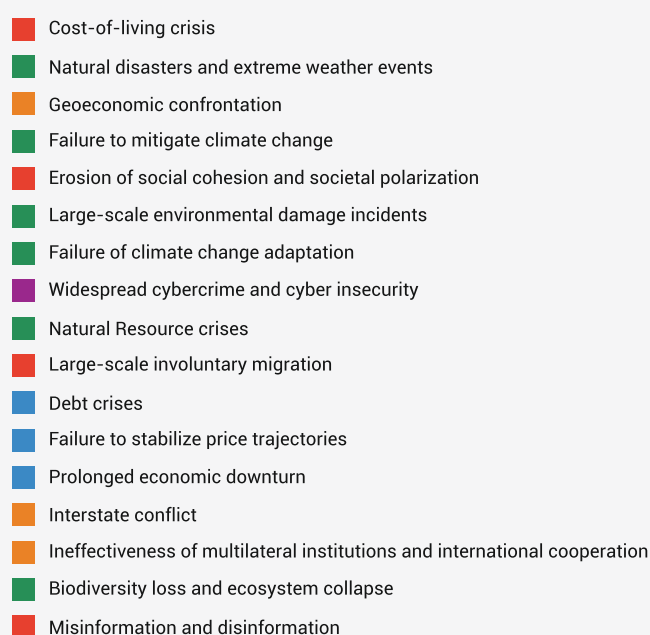 Cost-of-living crisis
Natural disasters and extreme weather events
Geoeconomic confrontation
Failure to mitigate climate change
Erosion of social cohesion and societal polarization
Large-scale environmental damage incidents
Failure of climate change adaptation
Widespread cybercrime and cyber insecurity
Natural Resource crises
Large-scale involuntary migration
Debt crises
Failure to stabilize price trajectories
Prolonged economic downturn
Interstate conflict
Ineffectiveness of multilateral institutions and international cooperation
Biodiversity loss and ecosystem collapse
Misinformation and disinformation